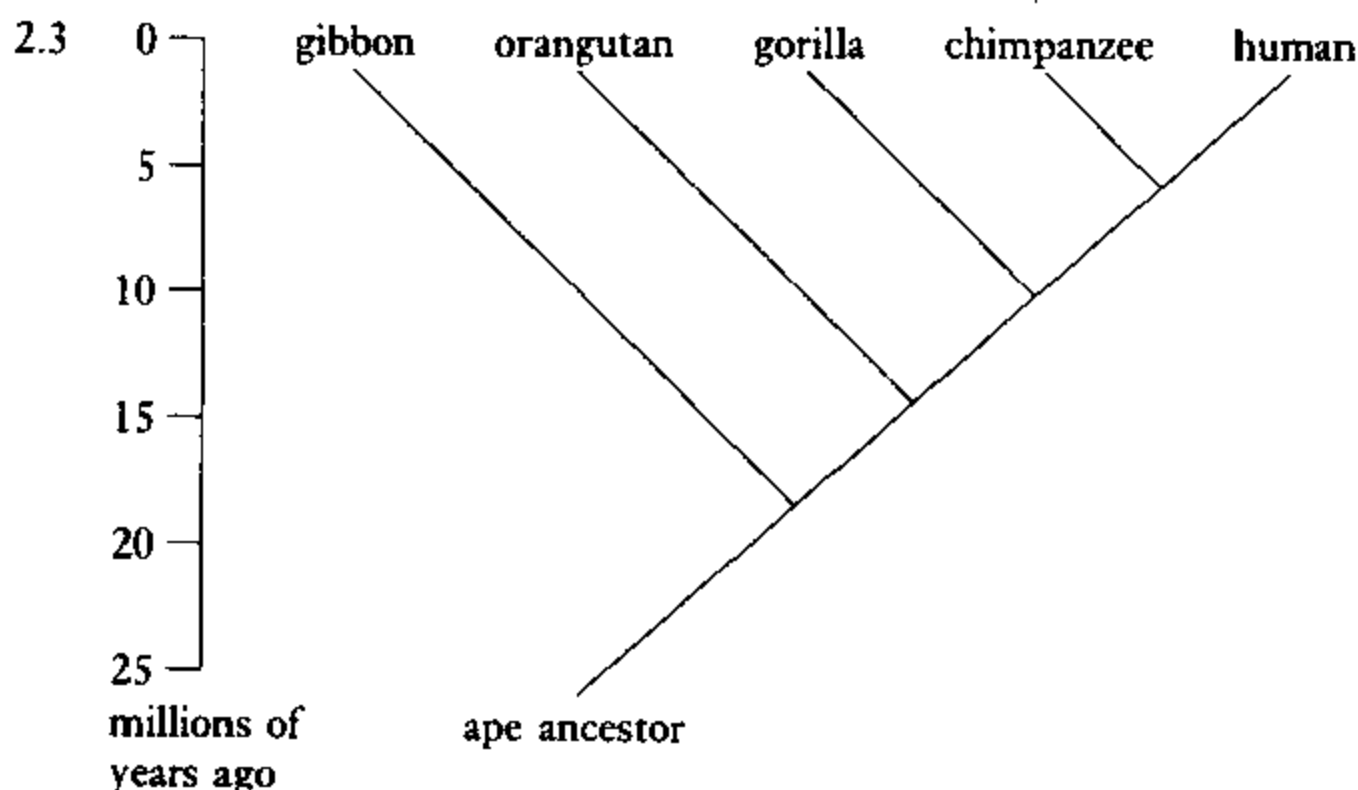 2.3 0 gibbon orangutan gorilla chimpanzee human
5
10
15
20
25
millions of
years ago
ape ancestor